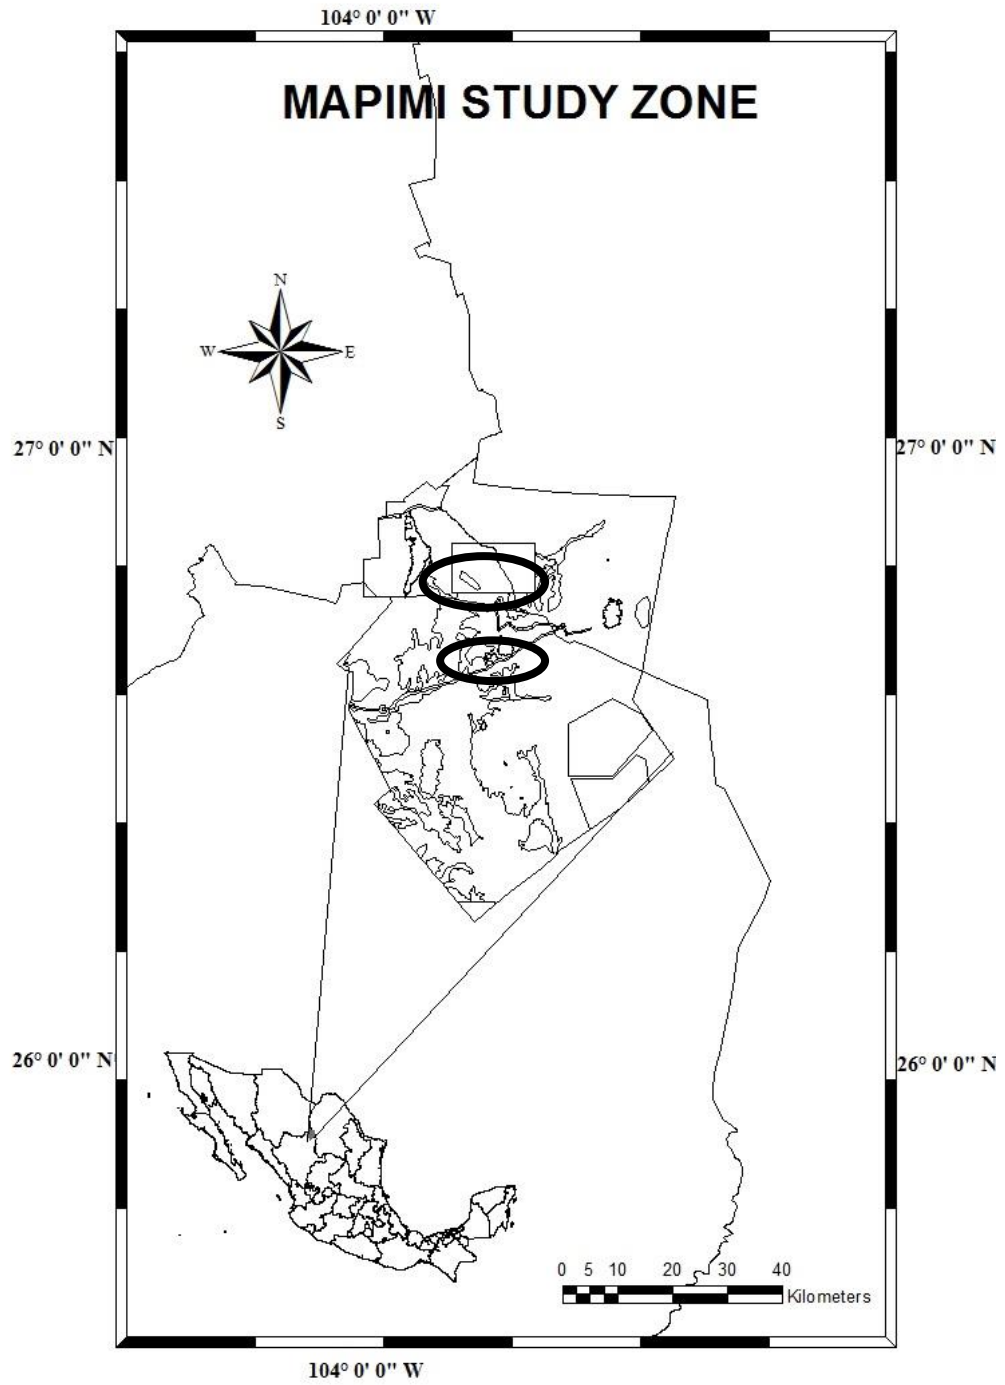 104° 0' 0" W
MAPIMI STUDY ZONE
N
W E
S
27° 0' 0" N 27° 0' 0" N
26° 0' 0" N 26° 0' 0" N
0 5 10 20 30 40
Kilometers
104° 0' 0" W